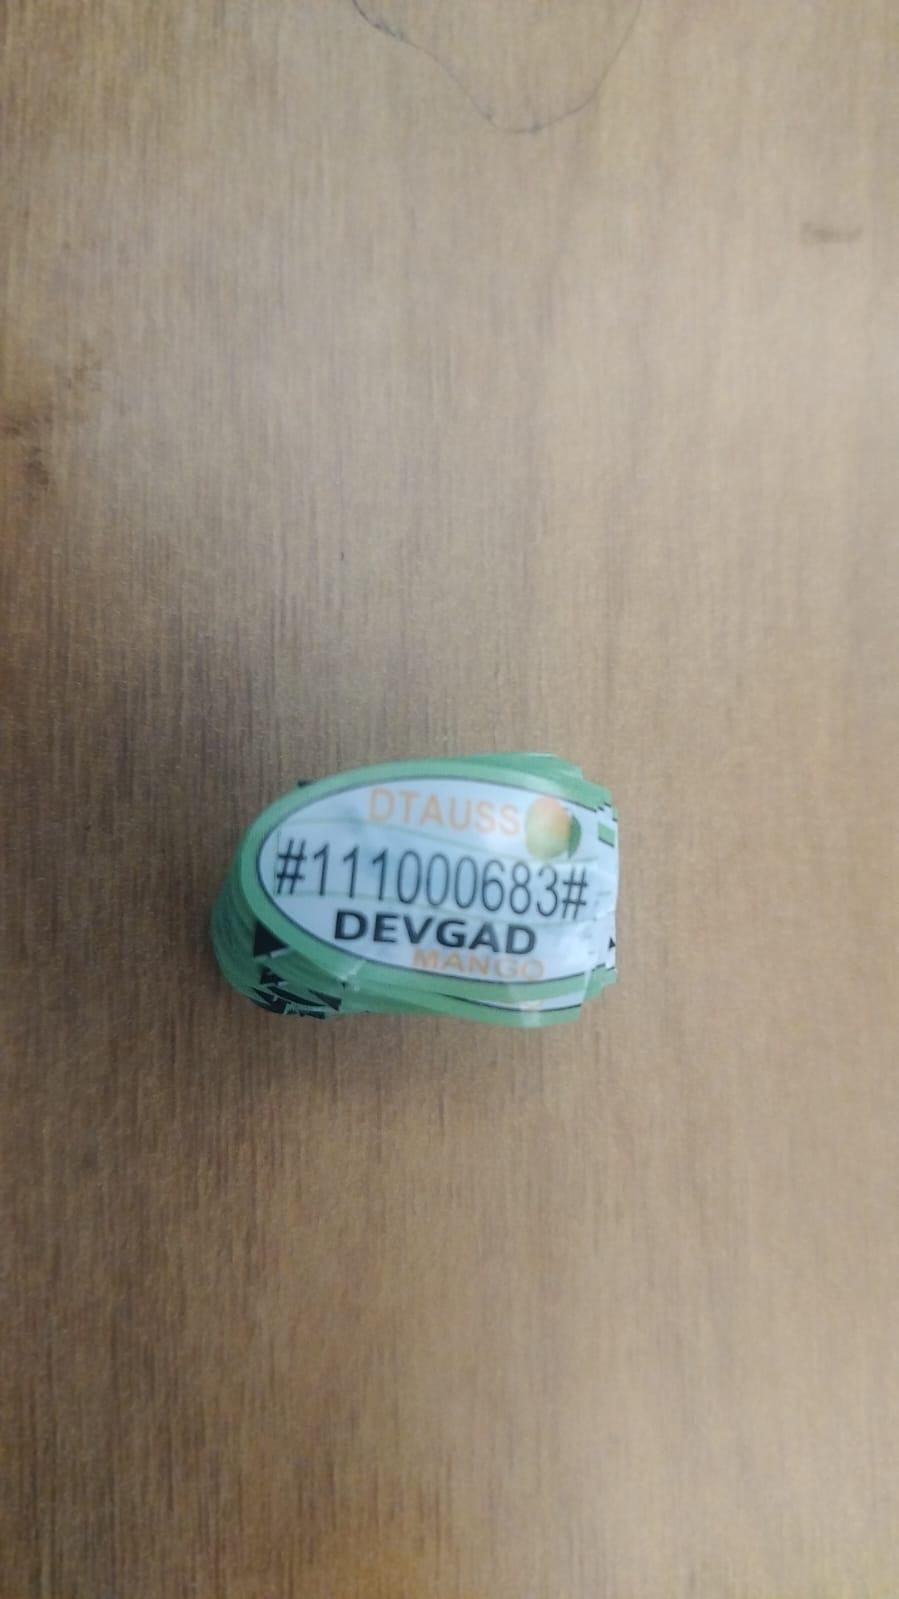 DTAUSS
#111000683#
DEVGAD
MANGO